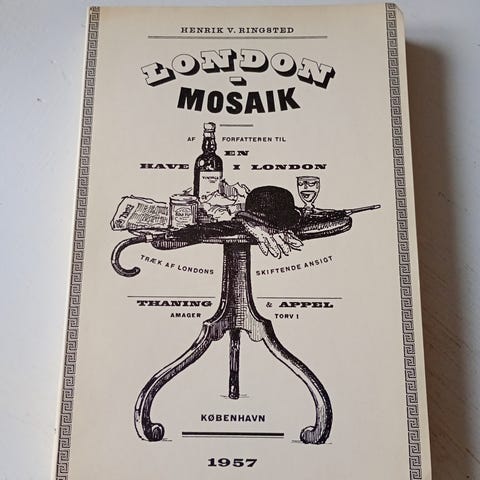 HENRIK V. RINGSTED
LONDON
-
MOSAIK
AF FORFATTEREN TIL
EN
HAVE I LONDON
TRÆK AF LONDONS SKIFTENDE ANSIGT
THANING & APPEL
AMAGER TORV 1
KØBENHAVN
1957